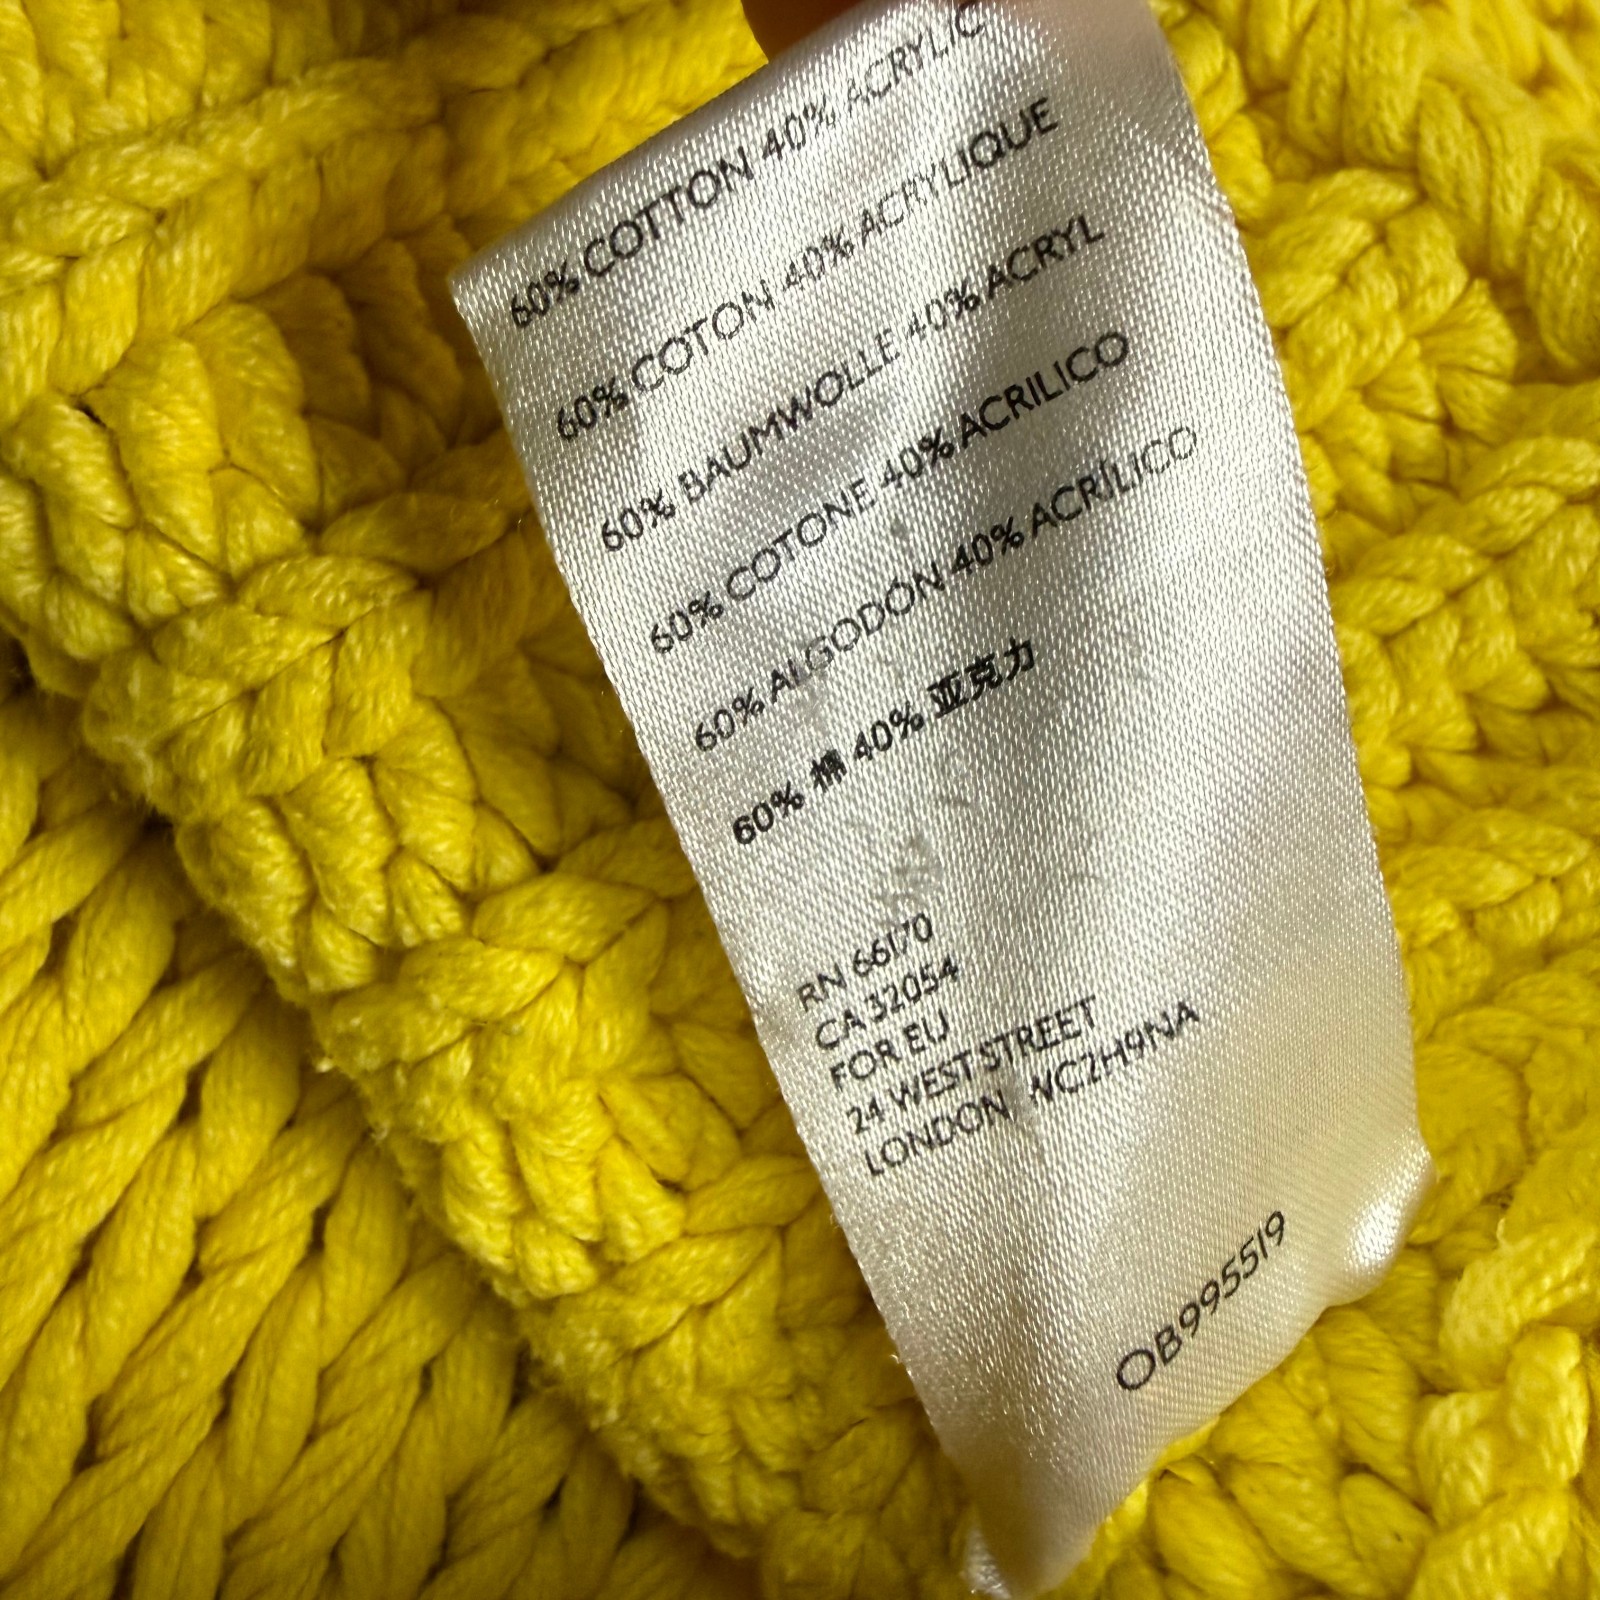 60% COTTON 40% ACRYLIC
60% COTON 40% ACRYLIQUE
60% BAUMWOLLE 40% ACRYL
60% COTONE 40% ACRILICO
60% ALGODÓN 40% ACRÍLICO
60% 棉 40% 亚克力
RN 66170
CA 32054
FOR EU
24 WEST STREET
LONDON WC2H9NA
OB995519